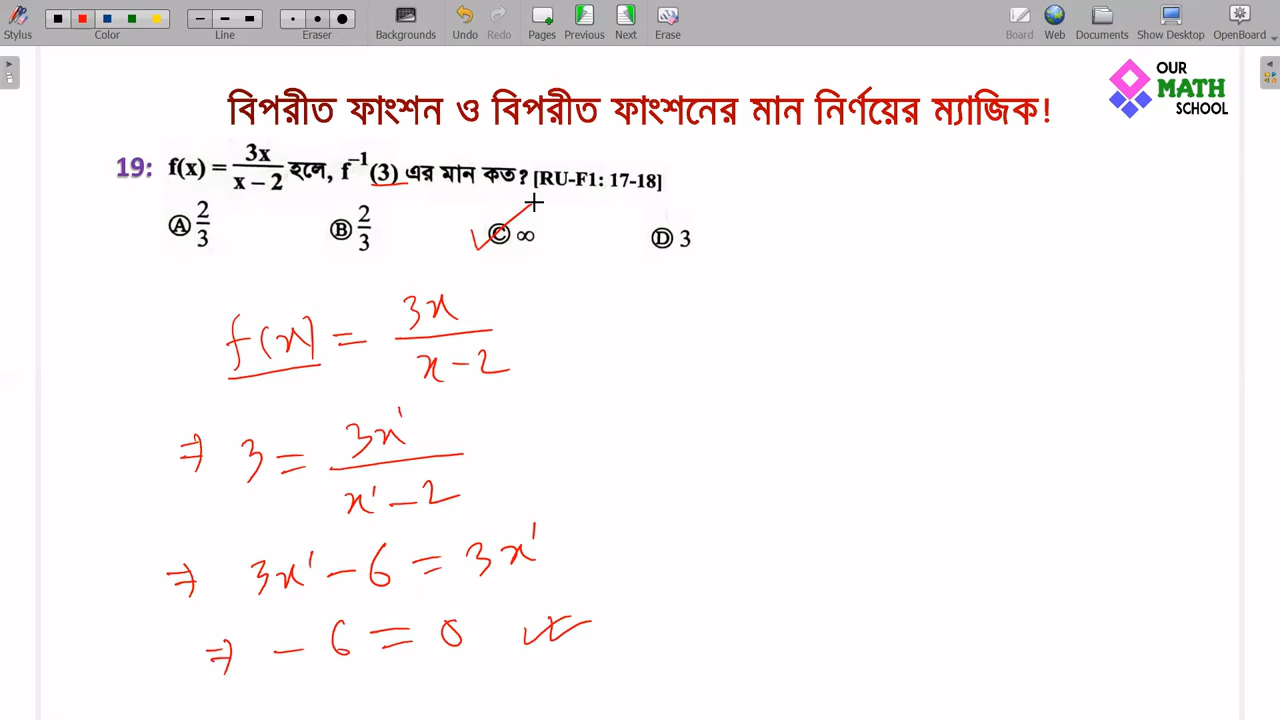 Stylus Color Line Eraser Backgrounds Undo Redo Pages Previous Next Erase Board Web Documents Show Desktop OpenBoard
OUR
MATH
SCHOOL
বিপরীত ফাংশন ও বিপরীত ফাংশনের মান নির্ণয়ের ম্যাজিক!
19: f(x) = 3x/(x – 2) হলে, f⁻¹(3) এর মান কত? [RU-F1: 17-18]
Ⓐ 2/3 Ⓑ 2/3 Ⓒ ∞ Ⓓ 3
f(x) = 3x/(x-2)
⇒ 3 = 3x'/(x'-2)
⇒ 3x' - 6 = 3x'
⇒ - 6 = 0